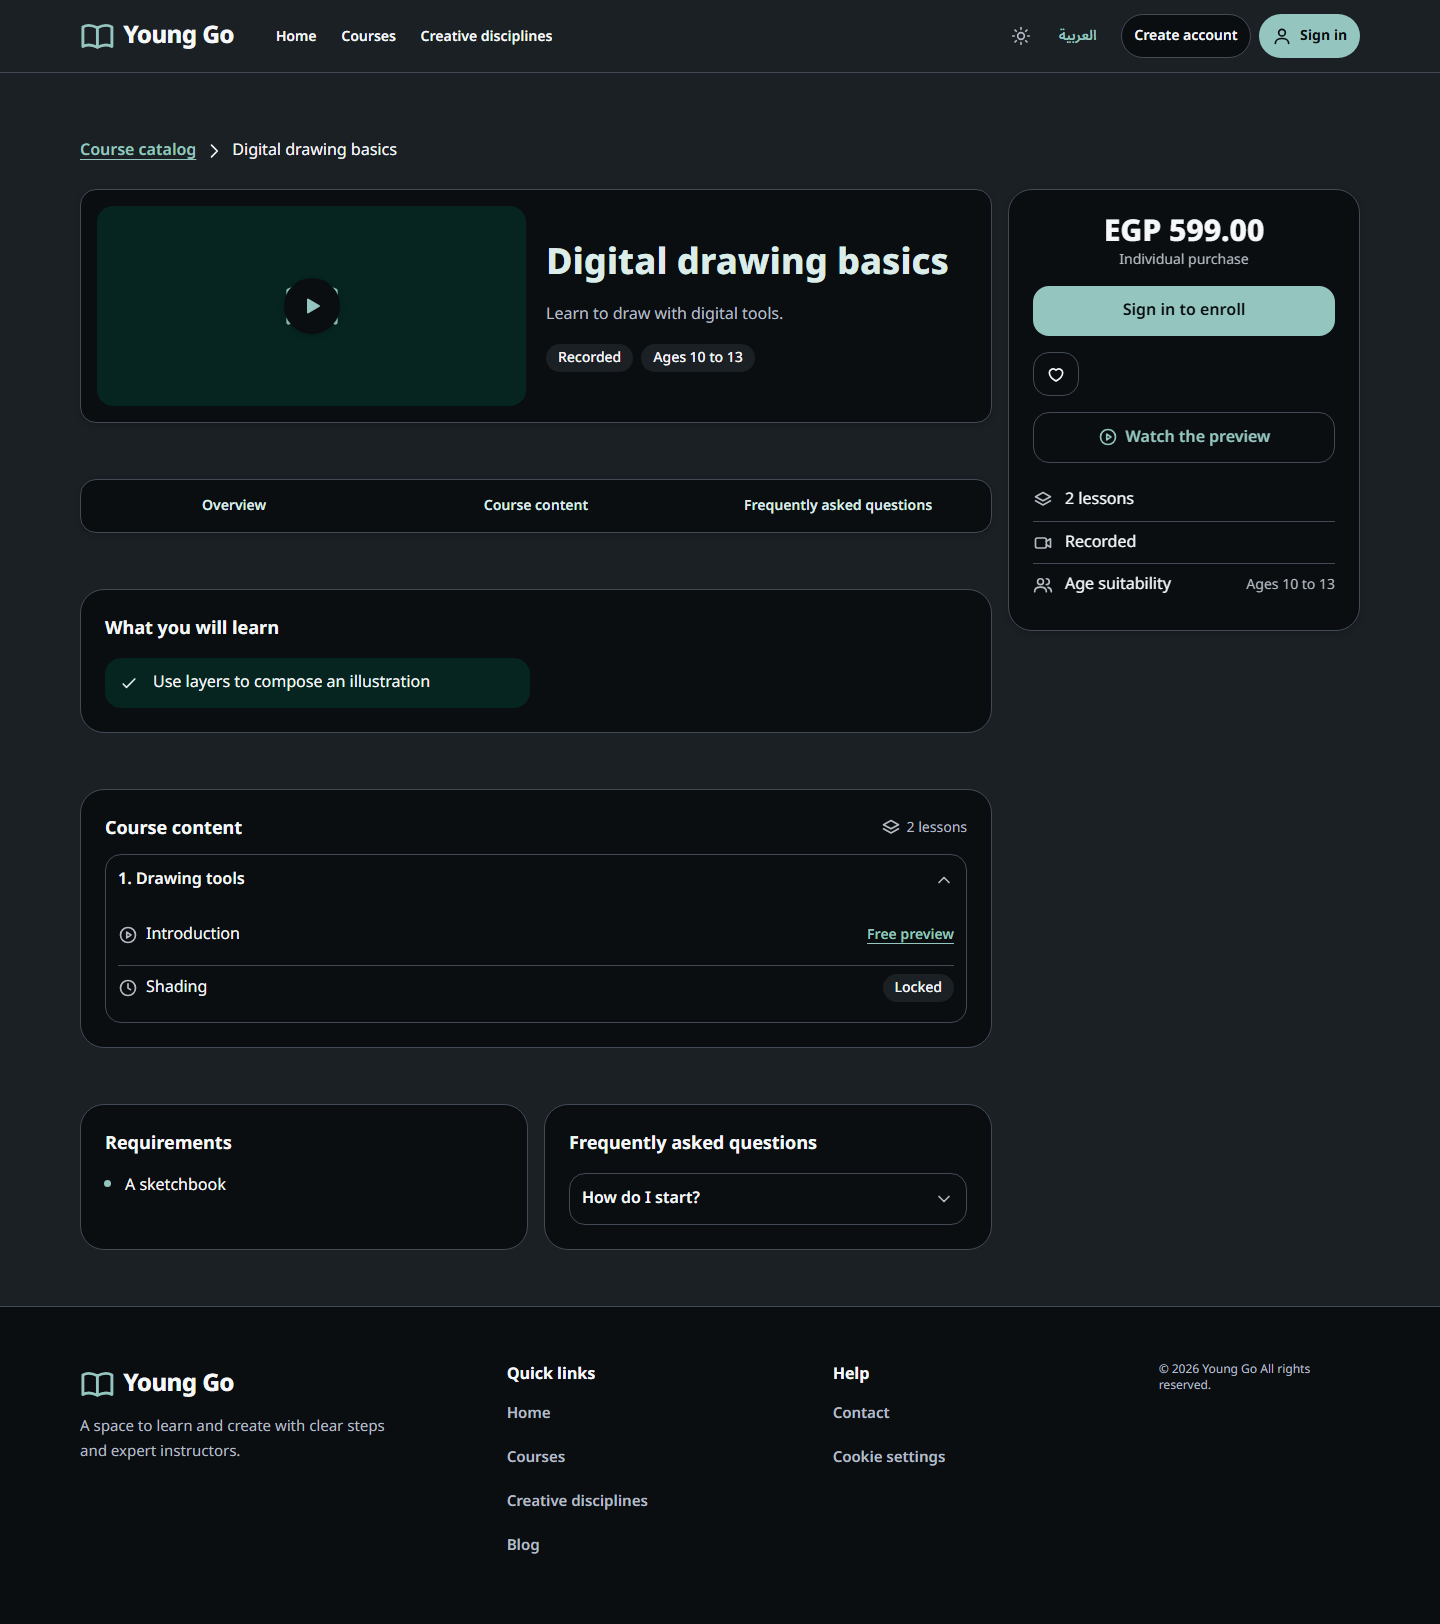 Young Go
Home
Courses
Creative disciplines
العربية
Create account
Sign in
Course catalog
Digital drawing basics
Digital drawing basics
Learn to draw with digital tools.
Recorded
Ages 10 to 13
EGP 599.00
Individual purchase
Sign in to enroll
Watch the preview
2 lessons
Recorded
Age suitability
Ages 10 to 13
Overview
Course content
Frequently asked questions
What you will learn
Use layers to compose an illustration
Course content
2 lessons
1. Drawing tools
Introduction
Free preview
Shading
Locked
Requirements
A sketchbook
Frequently asked questions
How do I start?
Young Go
A space to learn and create with clear steps
and expert instructors.
Quick links
Home
Courses
Creative disciplines
Blog
Help
Contact
Cookie settings
© 2026 Young Go All rights
reserved.